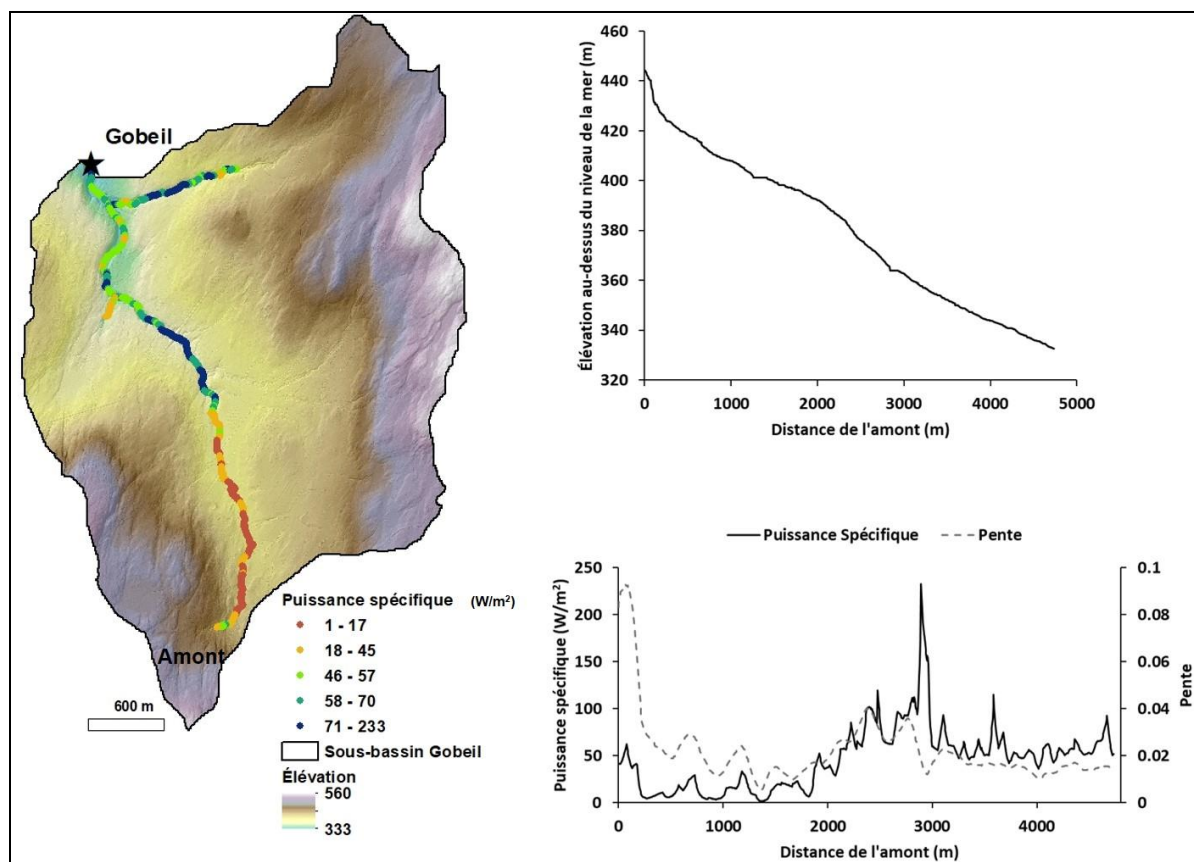 Gobeil
Amont
Puissance spécifique (W/m²)
1 - 17
18 - 45
46 - 57
58 - 70
71 - 233
Sous-bassin Gobeil
Élévation
560
333
600 m
Élévation au-dessus du niveau de la mer (m)
460
440
420
400
380
360
340
320
0 1000 2000 3000 4000 5000
Distance de l'amont (m)
Puissance Spécifique Pente
Puissance spécifique (W/m²)
250
200
150
100
50
0
0.1
0.08
0.06
0.04
0.02
0
Pente
0 1000 2000 3000 4000
Distance de l'amont (m)